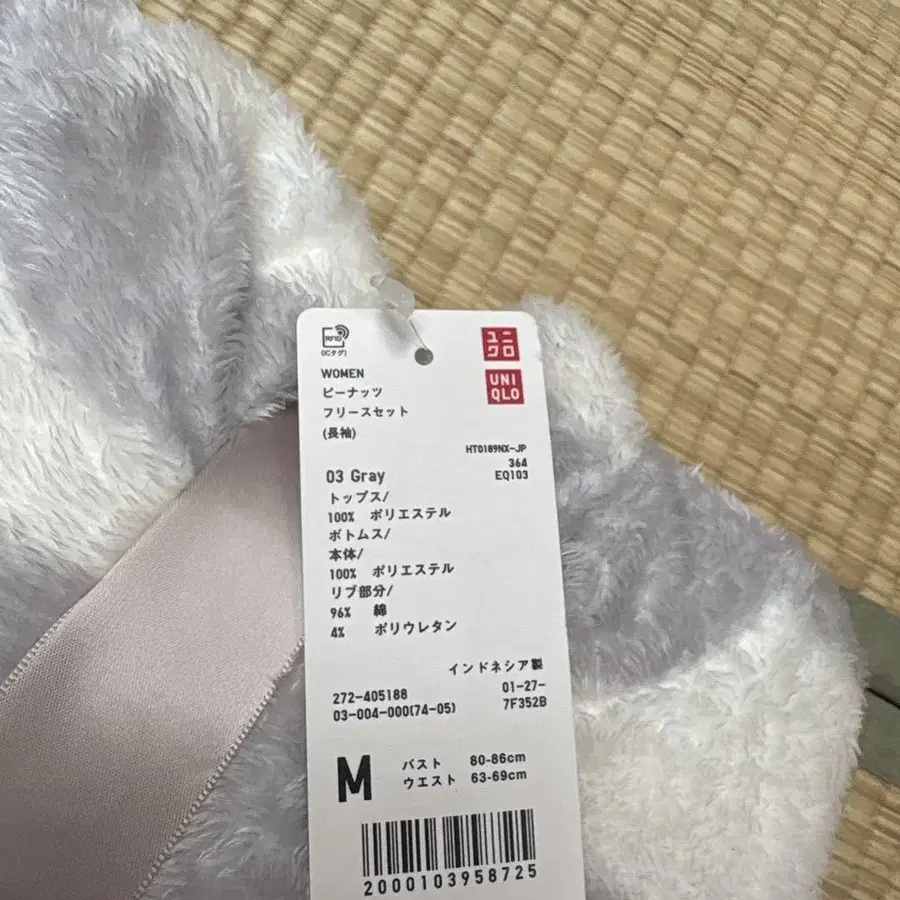 RFID
(ICタグ)
ユニ
クロ
UNI
QLO
WOMEN
ピーナッツ
フリースセット
(長袖)
HT0189NX-JP
364
EQ103
03 Gray
トップス/
100% ポリエステル
ボトムス/
本体/
100% ポリエステル
リブ部分/
96% 綿
4% ポリウレタン
インドネシア製
272-405188
01-27-
03-004-000(74-05)
7F352B
M
バスト 80-86cm
ウエスト 63-69cm
2000103958725